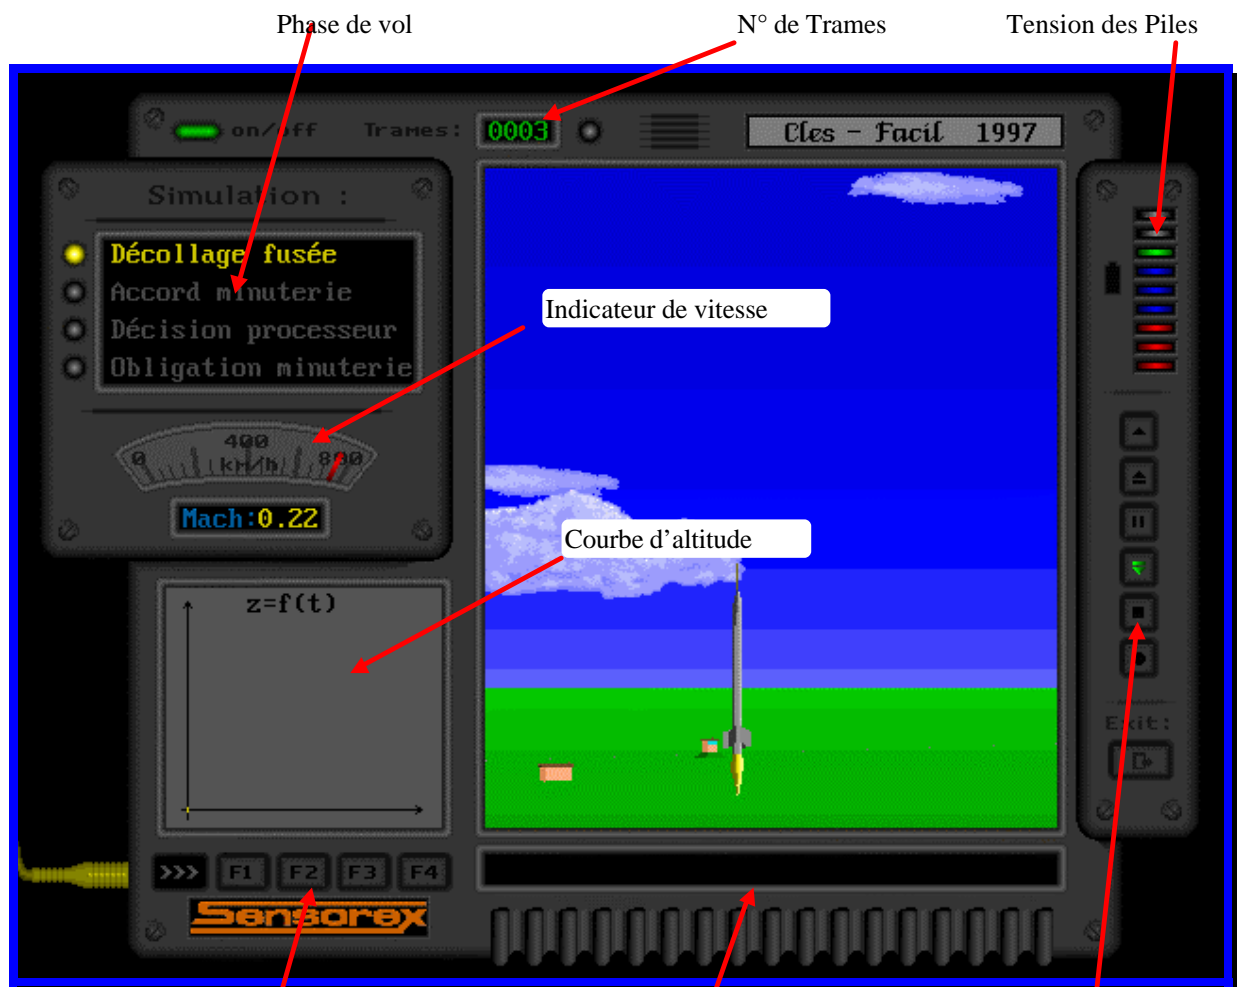 Phase de vol
N° de Trames
Tension des Piles
on/off
Trames:
0003
Cles - Facil 1997
Simulation :
Décollage fusée
Accord minuterie
Décision processeur
Obligation minuterie
Indicateur de vitesse
0
400
800
km/h
Mach:0.22
Courbe d'altitude
z=f(t)
Exit:
>>>
F1
F2
F3
F4
Sensorex